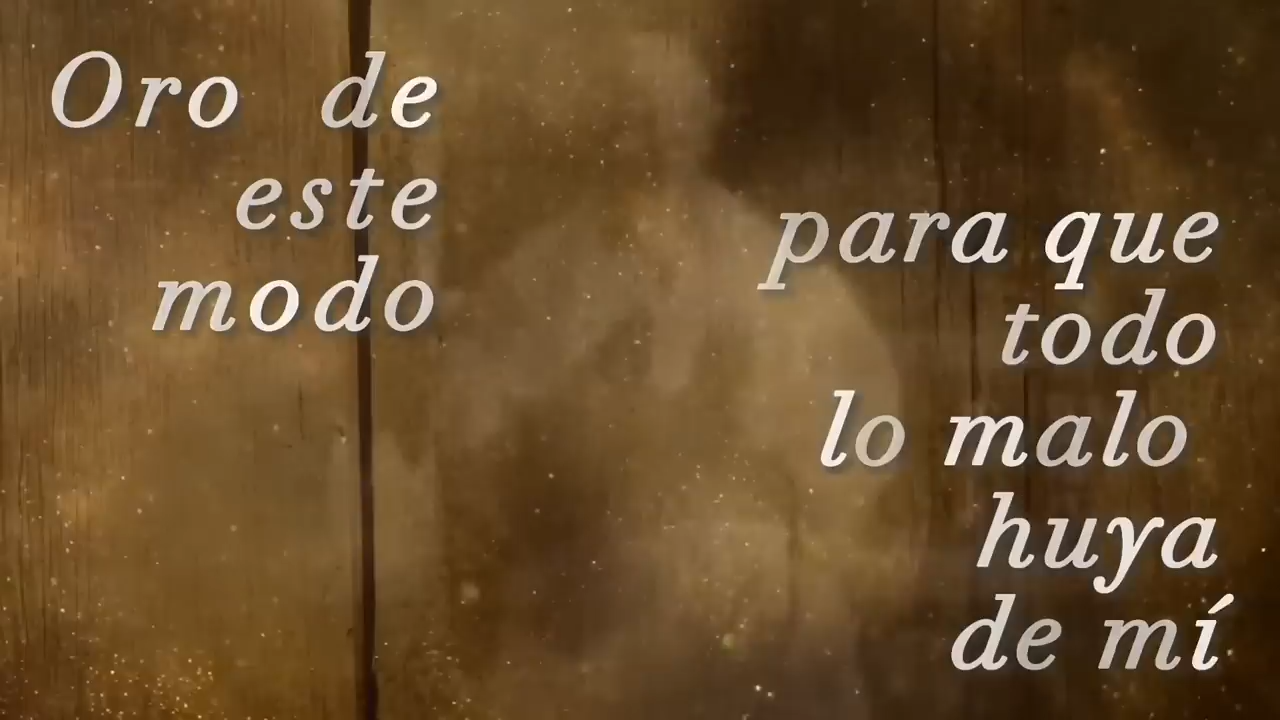 Oro de
este
modo
para que
todo
lo malo
huya
de mí